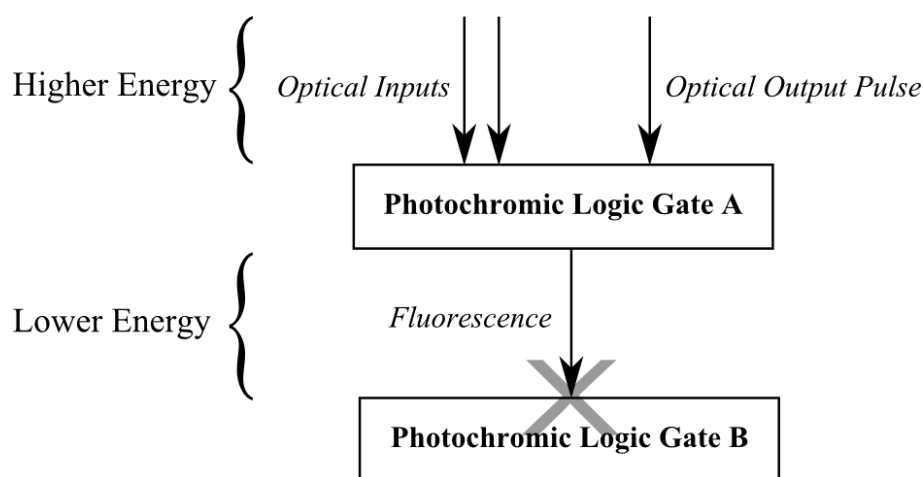 Higher Energy
Optical Inputs
Optical Output Pulse
Photochromic Logic Gate A
Lower Energy
Fluorescence
Photochromic Logic Gate B